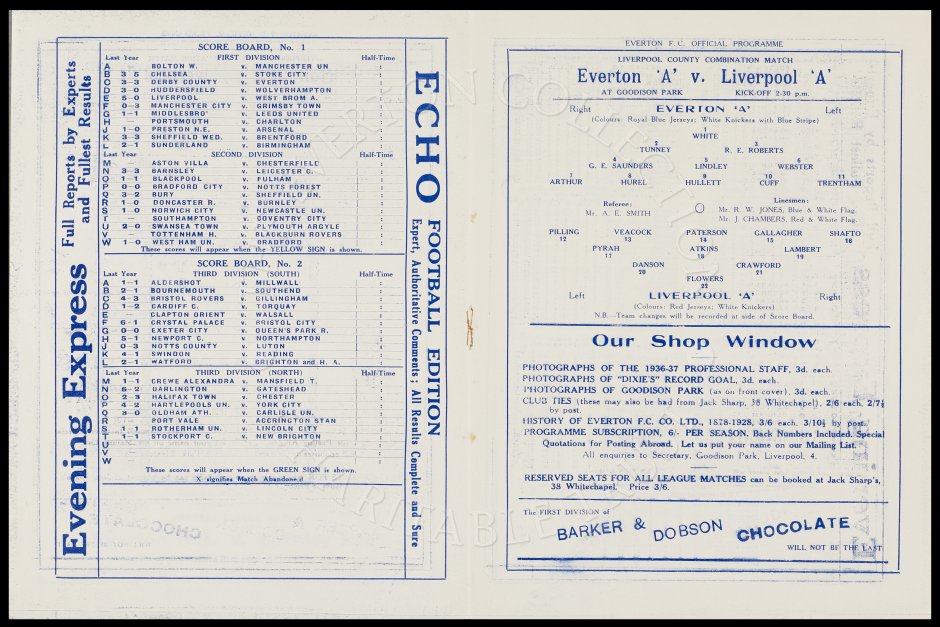 Evening Express
Full Reports by Experts
and Fullest Results
SCORE BOARD, No. 1
Last Year FIRST DIVISION Half-Time
A BOLTON W. v. MANCHESTER UN :
B 3 5 CHELSEA v. STOKE CITY :
C 3-3 DERBY COUNTY v. EVERTON :
D 3-0 HUDDERSFIELD v. WOLVERHAMPTON :
E 5-0 LIVERPOOL v. WEST BROM A. :
F 0-3 MANCHESTER CITY v. GRIMSBY TOWN :
G 1-1 MIDDLESBRO' v. LEEDS UNITED :
H — PORTSMOUTH v. CHARLTON :
J 1-0 PRESTON N.E. v. ARSENAL :
K 3-3 SHEFFIELD WED. v. BRENTFORD :
L 2-1 SUNDERLAND v. BIRMINGHAM :
Last Year SECOND DIVISION Half-Time
M — ASTON VILLA v. CHESTERFIELD :
N 3-3 BARNSLEY v. LEICESTER C. :
O 1-1 BLACKPOOL v. FULHAM :
P 0-0 BRADFORD CITY v. NOTTS FOREST :
Q 3-2 BURY v. SHEFFIELD UN. :
R 1-0 DONCASTER R. v. BURNLEY :
S 1-0 NORWICH CITY v. NEWCASTLE UN. :
T — SOUTHAMPTON v. COVENTRY CITY :
U 2-0 SWANSEA TOWN v. PLYMOUTH ARGYLE :
V — TOTTENHAM H. v. BLACKBURN ROVERS :
W 1-0 WEST HAM UN. v. BRADFORD :
These scores will appear when the YELLOW SIGN is shown.
SCORE BOARD, No. 2
Last Year THIRD DIVISION (SOUTH) Half-Time
A 1-1 ALDERSHOT v. MILLWALL :
B 2-1 BOURNEMOUTH v. SOUTHEND :
C 4-3 BRISTOL ROVERS v. GILLINGHAM :
D 1-2 CARDIFF C. v. TORQUAY :
E — CLAPTON ORIENT v. WALSALL :
F 6-1 CRYSTAL PALACE v. BRISTOL CITY :
G 0-0 EXETER CITY v. QUEEN'S PARK R. :
H 5-1 NEWPORT C. v. NORTHAMPTON :
J 0-3 NOTTS COUNTY v. LUTON :
K 4-1 SWINDON v. READING :
L 2-1 WATFORD v. BRIGHTON and H. A. :
Last Year THIRD DIVISION (NORTH) Half-Time
M 1-1 CREWE ALEXANDRA v. MANSFIELD T. :
N 5-2 DARLINGTON v. GATESHEAD :
O 2-3 HALIFAX TOWN v. CHESTER :
P 4-2 HARTLEPOOLS UN. v. YORK CITY :
Q 3-0 OLDHAM ATH. v. CARLISLE UN. :
R — PORT VALE v. ACCRINGTON STAN :
S 1-1 ROTHERHAM UN. v. LINCOLN CITY :
T 1-1 STOCKPORT C. v. NEW BRIGHTON :
U :
V :
W :
These scores will appear when the GREEN SIGN is shown.
X signifies Match Abandoned
ECHO FOOTBALL EDITION
Expert, Authoritative Comments; All Results Complete and Sure
EVERTON F.C. OFFICIAL PROGRAMME
LIVERPOOL COUNTY COMBINATION MATCH
Everton 'A' v. Liverpool 'A'
AT GOODISON PARK KICK-OFF 2-30 p.m.
Right EVERTON 'A' Left
(Colours: Royal Blue Jerseys; White Knickers with Blue Stripe)
1
WHITE
2 3
TUNNEY R. E. ROBERTS
4 5 6
G. E. SAUNDERS LINDLEY WEBSTER
7 8 9 10 11
ARTHUR HUREL HULLETT CUFF TRENTHAM
Referee: Linesmen:
Mr. A. E. SMITH O Mr. R. W. JONES, Blue & White Flag.
Mr. J. CHAMBERS, Red & White Flag.
PILLING VEACOCK PATERSON GALLAGHER SHAFTO
12 13 14 15 16
PYRAH ATKINS LAMBERT
17 18 19
DANSON CRAWFORD
20 21
FLOWERS
22
Left LIVERPOOL 'A' Right
(Colours: Red Jerseys; White Knickers)
N.B.—Team changes will be recorded at side of Score Board.
Our Shop Window
PHOTOGRAPHS OF THE 1936-37 PROFESSIONAL STAFF, 3d. each.
PHOTOGRAPHS OF "DIXIE'S" RECORD GOAL, 3d. each.
PHOTOGRAPHS OF GOODISON PARK (as on front cover), 3d. each.
CLUB TIES (these may also be had from Jack Sharp, 38 Whitechapel), 2/6 each, 2/7½
by post.
HISTORY OF EVERTON F.C. CO. LTD., 1878-1928, 3/6 each, 3/10½ by post.
PROGRAMME SUBSCRIPTION, 6/- PER SEASON. Back Numbers Included. Special
Quotations for Posting Abroad. Let us put your name on our Mailing List.
All enquiries to Secretary, Goodison Park, Liverpool, 4.
RESERVED SEATS FOR ALL LEAGUE MATCHES can be booked at Jack Sharp's,
38 Whitechapel. Price 3/6.
The FIRST DIVISION of
BARKER & DOBSON CHOCOLATE
WILL NOT BE THE LAST